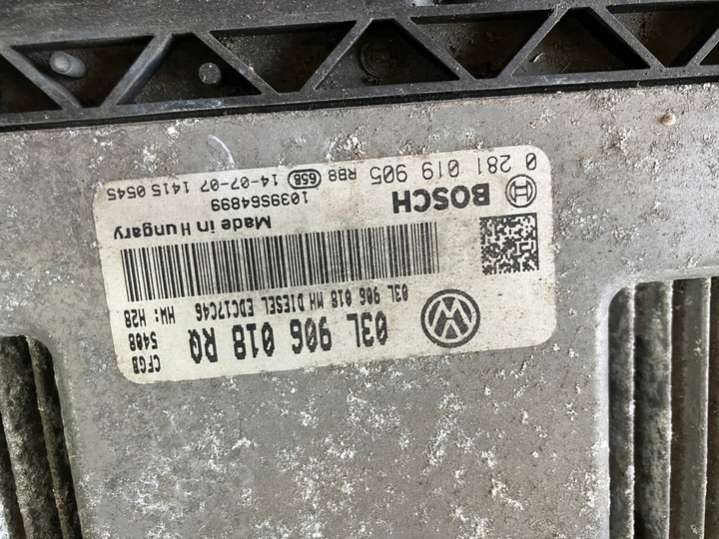 03L 906 018 RQ
CFGB
5408
03L 906 018 MH DIESEL EDC17C46
HW: H28
Made in Hungary
1039S64899
BOSCH
0 281 019 905 RBB 65B 14-07-07 1415 0545